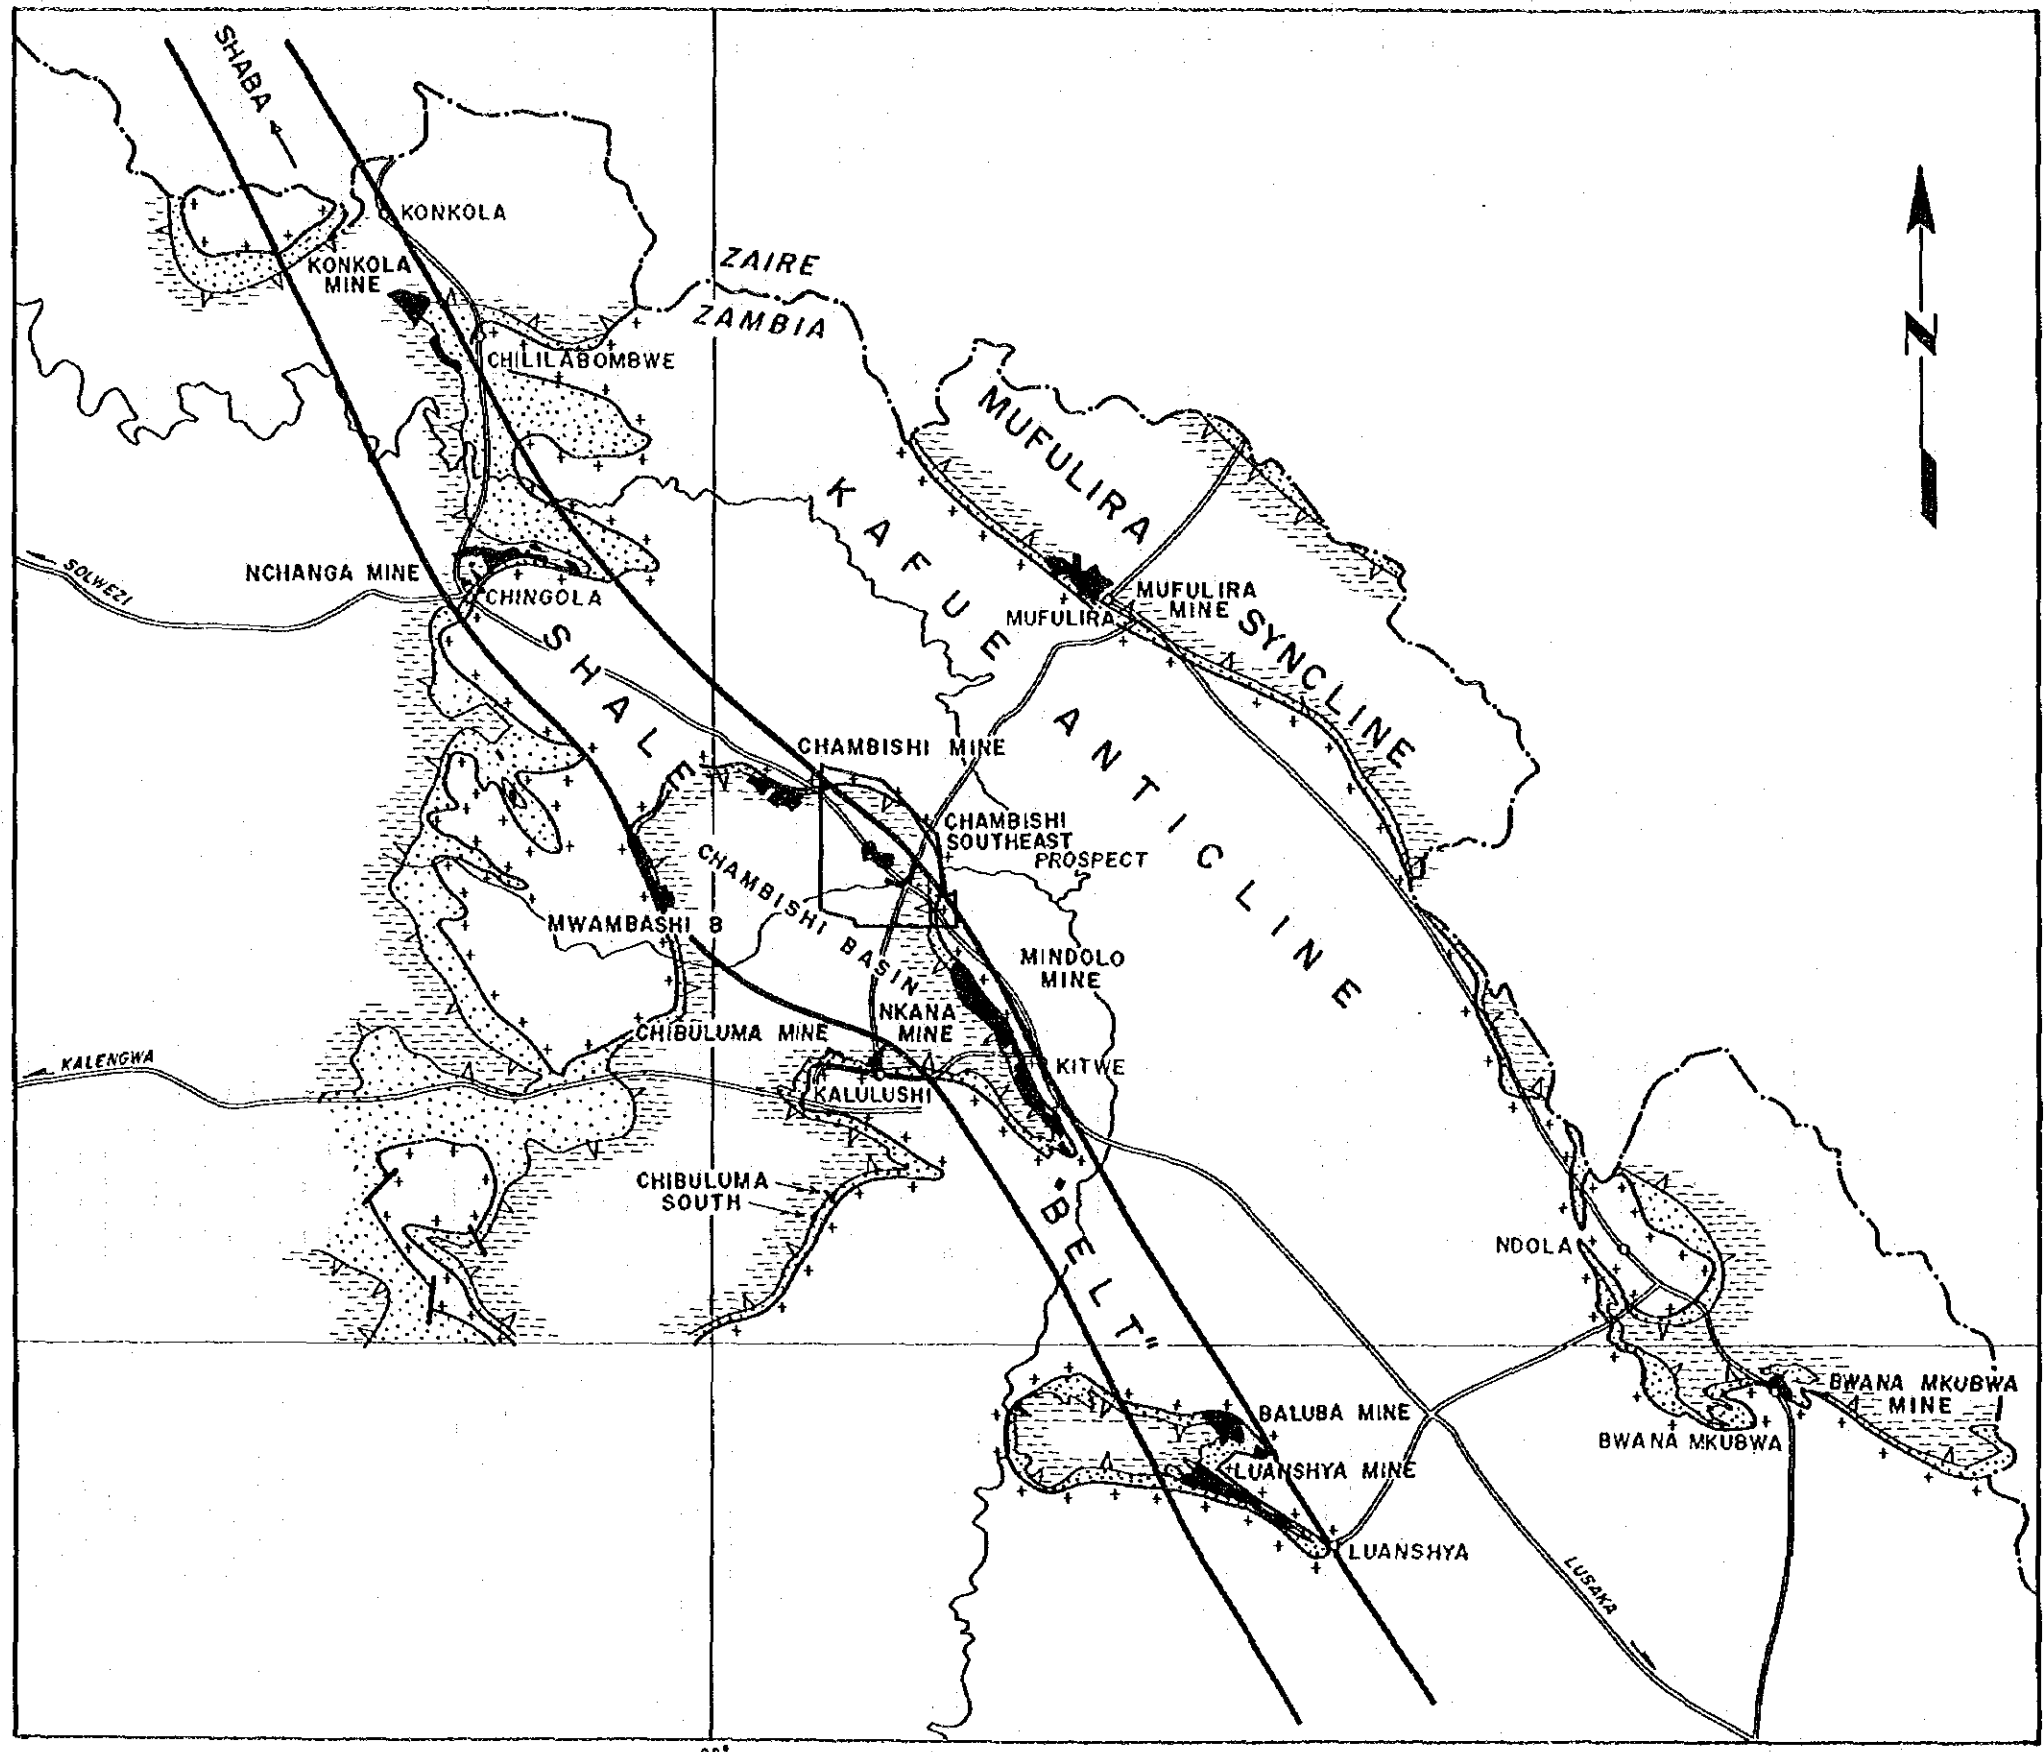 SHABA
KONKOLA
KONKOLA
MINE
ZAIRE
ZAMBIA
CHILILABOMBWE
MUFULIRA
SYNCLINE
KAFUE
ANTICLINE
SOLWEZI
NCHANGA MINE
CHINGOLA
MUFULIRA
MINE
MUFULIRA
SHALE
CHAMBISHI MINE
CHAMBISHI
SOUTHEAST
PROSPECT
CHAMBISHI BASIN
MWAMBASHI B
MINDOLO
MINE
NKANA
MINE
CHIBULUMA MINE
KALENGWA
KITWE
KALULUSHI
CHIBULUMA
SOUTH
BELT"
NDOLA
BWANA MKUBWA
MINE
BWANA MKUBWA
BALUBA MINE
LUANSHYA MINE
LUANSHYA
LUSAKA
N